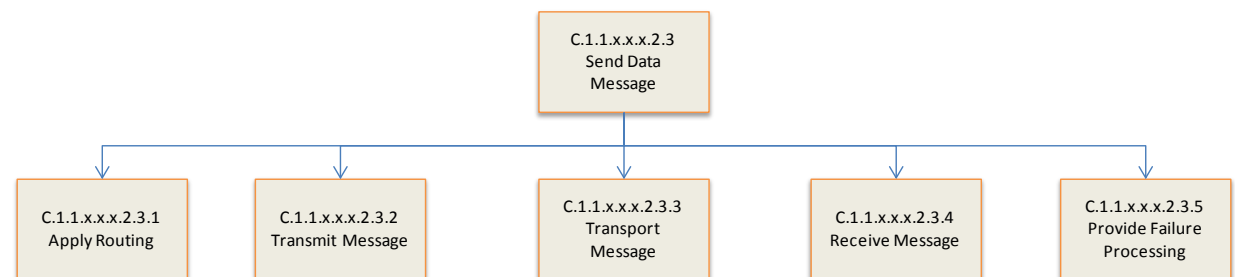 C.1.1.x.x.x.2.3
Send Data
Message
C.1.1.x.x.x.2.3.1
Apply Routing
C.1.1.x.x.x.2.3.2
Transmit Message
C.1.1.x.x.x.2.3.3
Transport
Message
C.1.1.x.x.x.2.3.4
Receive Message
C.1.1.x.x.x.2.3.5
Provide Failure
Processing